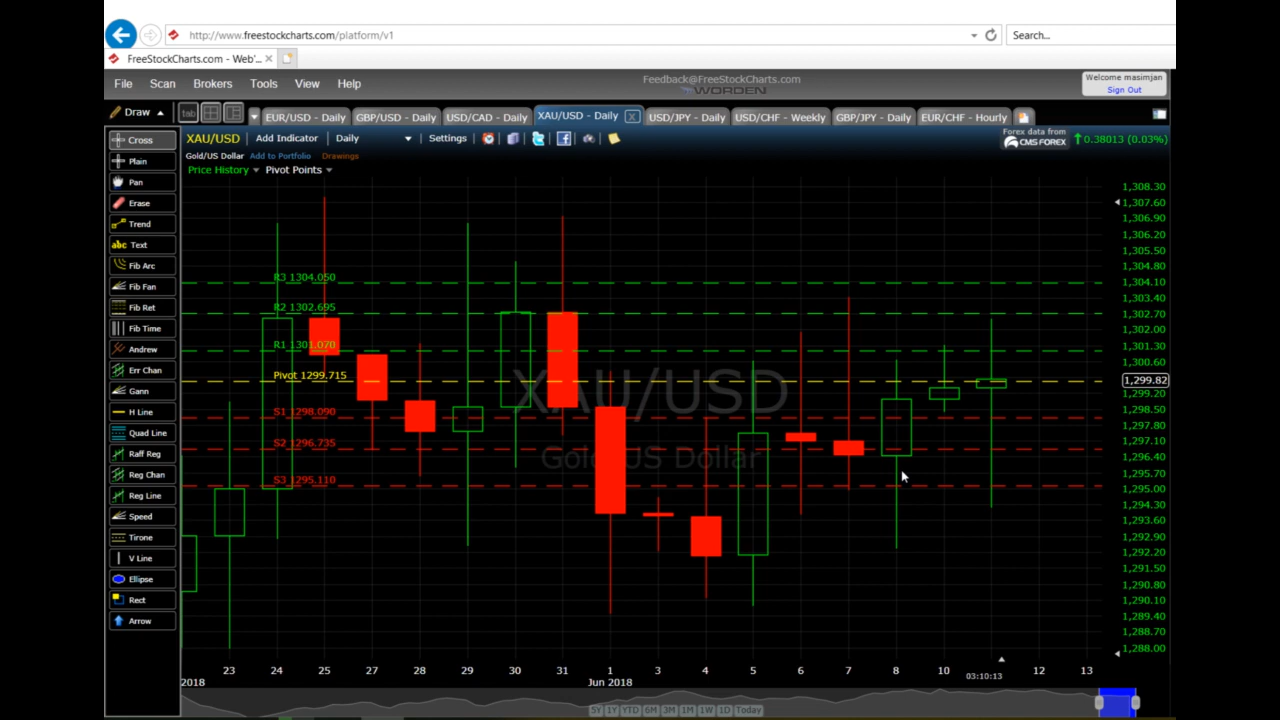 http://www.freestockcharts.com/platform/v1
Search...
FreeStockCharts.com - Web'...
File Scan Brokers Tools View Help
Feedback@FreeStockCharts.com
WORDEN
Welcome masimjan
Sign Out
Draw
tab
EUR/USD - Daily
GBP/USD - Daily
USD/CAD - Daily
XAU/USD - Daily
USD/JPY - Daily
USD/CHF - Weekly
GBP/JPY - Daily
EUR/CHF - Hourly
XAU/USD Add Indicator Daily Settings
Forex data from
CMS FOREX
0.38013 (0.03%)
Gold/US Dollar Add to Portfolio Drawings
Price History Pivot Points
Cross
Plain
Pan
Erase
Trend
abc Text
Fib Arc
Fib Fan
Fib Ret
Fib Time
Andrew
Err Chan
Gann
H Line
Quad Line
Raff Reg
Reg Chan
Reg Line
Speed
Tirone
V Line
Ellipse
Rect
Arrow
R3 1304.050
R2 1302.695
R1 1301.070
Pivot 1299.715
S1 1298.090
S2 1296.735
S3 1295.110
XAU/USD
Gold/US Dollar
1,308.30
1,307.60
1,306.90
1,306.20
1,305.50
1,304.80
1,304.10
1,303.40
1,302.70
1,302.00
1,301.30
1,300.60
1,299.82
1,299.20
1,298.50
1,297.80
1,297.10
1,296.40
1,295.70
1,295.00
1,294.30
1,293.60
1,292.90
1,292.20
1,291.50
1,290.80
1,290.10
1,289.40
1,288.70
1,288.00
23 24 25 27 28 29 30 31 1 3 4 5 6 7 8 10 12 13
2018 Jun 2018 03:10:13
5Y 1Y YTD 6M 3M 1M 1W 1D Today